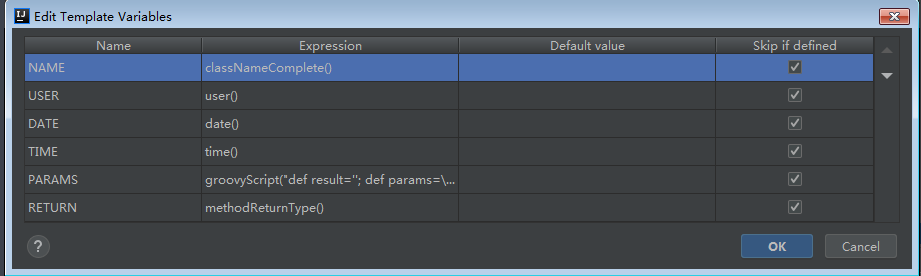 IJ Edit Template Variables
Name Expression Default value Skip if defined
NAME classNameComplete()
USER user()
DATE date()
TIME time()
PARAMS groovyScript("def result=''; def params=\...
RETURN methodReturnType()
? OK Cancel